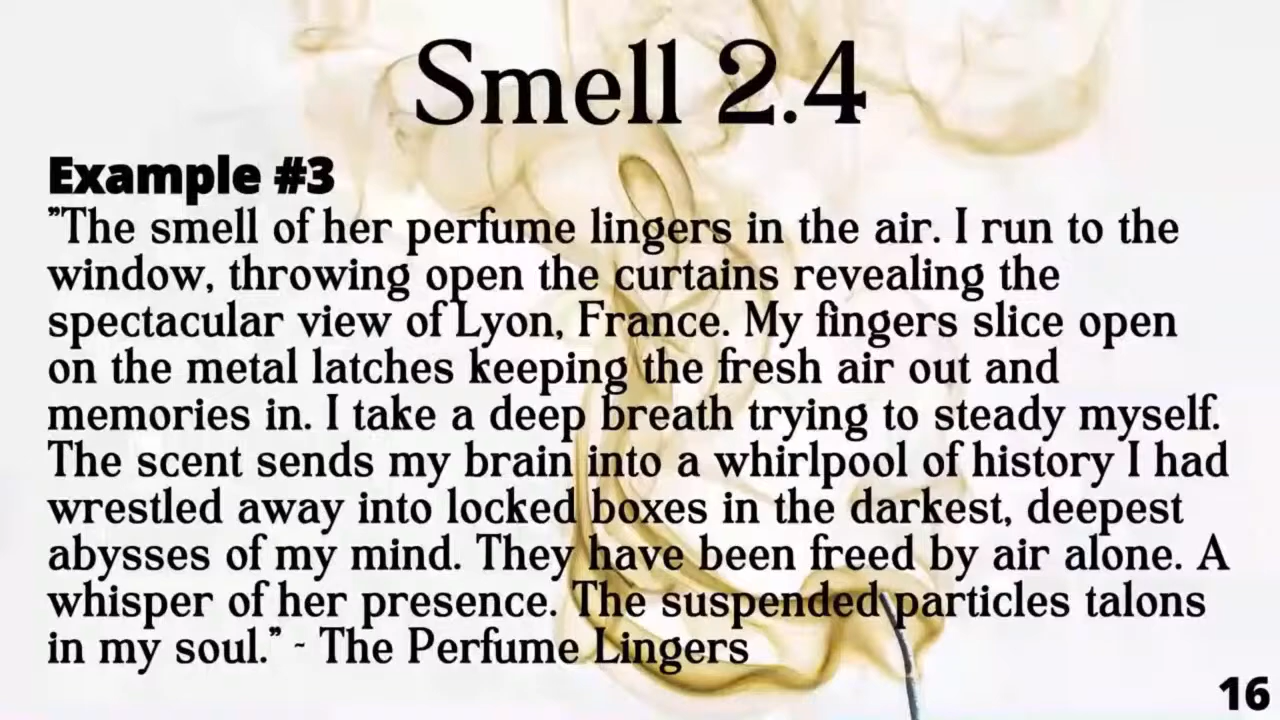 Smell 2.4
Example #3
"The smell of her perfume lingers in the air. I run to the
window, throwing open the curtains revealing the
spectacular view of Lyon, France. My fingers slice open
on the metal latches keeping the fresh air out and
memories in. I take a deep breath trying to steady myself.
The scent sends my brain into a whirlpool of history I had
wrestled away into locked boxes in the darkest, deepest
abysses of my mind. They have been freed by air alone. A
whisper of her presence. The suspended particles talons
in my soul." - The Perfume Lingers
16